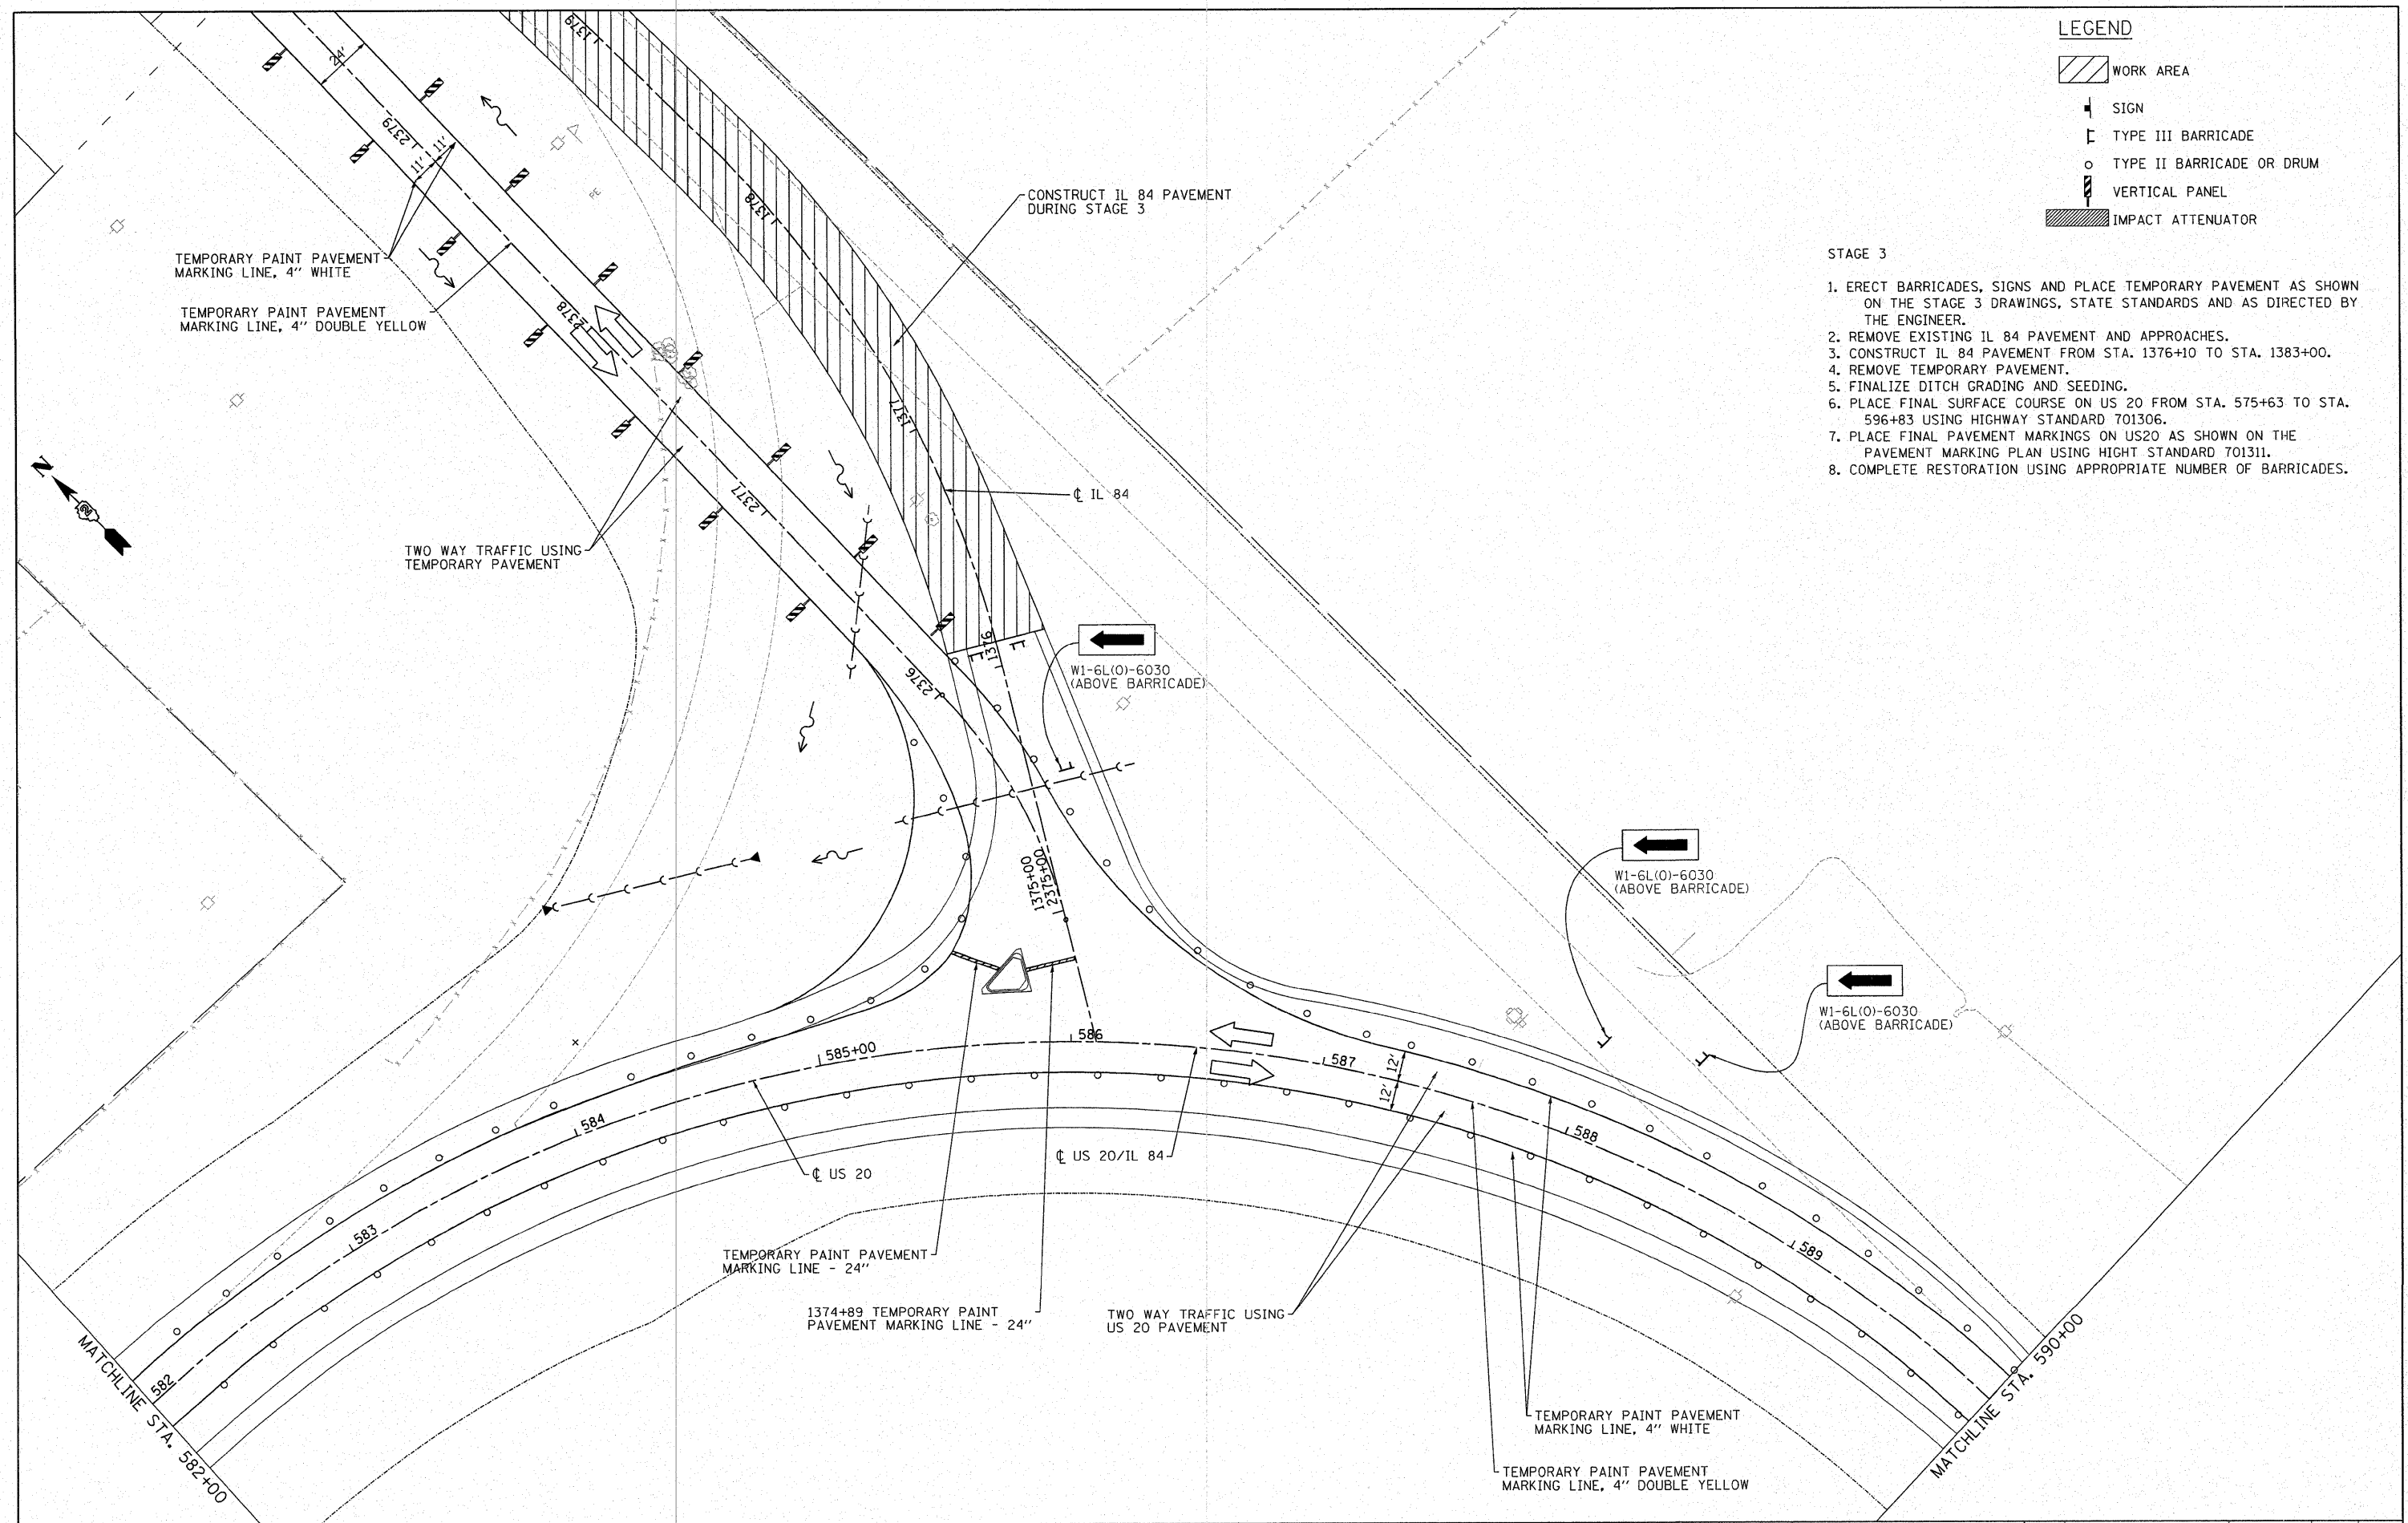 LEGEND
WORK AREA
SIGN
TYPE III BARRICADE
TYPE II BARRICADE OR DRUM
VERTICAL PANEL
IMPACT ATTENUATOR
STAGE 3
1. ERECT BARRICADES, SIGNS AND PLACE TEMPORARY PAVEMENT AS SHOWN
ON THE STAGE 3 DRAWINGS, STATE STANDARDS AND AS DIRECTED BY
THE ENGINEER.
2. REMOVE EXISTING IL 84 PAVEMENT AND APPROACHES.
3. CONSTRUCT IL 84 PAVEMENT FROM STA. 1376+10 TO STA. 1383+00.
4. REMOVE TEMPORARY PAVEMENT.
5. FINALIZE DITCH GRADING AND SEEDING.
6. PLACE FINAL SURFACE COURSE ON US 20 FROM STA. 575+63 TO STA.
596+83 USING HIGHWAY STANDARD 701306.
7. PLACE FINAL PAVEMENT MARKINGS ON US20 AS SHOWN ON THE
PAVEMENT MARKING PLAN USING HIGHT STANDARD 701311.
8. COMPLETE RESTORATION USING APPROPRIATE NUMBER OF BARRICADES.
1379
24'
2379
11'
11'
PE
1378
CONSTRUCT IL 84 PAVEMENT
DURING STAGE 3
TEMPORARY PAINT PAVEMENT
MARKING LINE, 4" WHITE
TEMPORARY PAINT PAVEMENT
MARKING LINE, 4" DOUBLE YELLOW
2378
1377
N
2377
℄ IL 84
TWO WAY TRAFFIC USING
TEMPORARY PAVEMENT
1376
2376
W1-6L(O)-6030
(ABOVE BARRICADE)
1375+00
2375+00
W1-6L(O)-6030
(ABOVE BARRICADE)
W1-6L(O)-6030
(ABOVE BARRICADE)
582
583
584
585+00
586
587
588
589
12'
12'
℄ US 20
℄ US 20/IL 84
TEMPORARY PAINT PAVEMENT
MARKING LINE - 24"
1374+89 TEMPORARY PAINT
PAVEMENT MARKING LINE - 24"
TWO WAY TRAFFIC USING
US 20 PAVEMENT
TEMPORARY PAINT PAVEMENT
MARKING LINE, 4" WHITE
TEMPORARY PAINT PAVEMENT
MARKING LINE, 4" DOUBLE YELLOW
MATCHLINE STA. 582+00
MATCHLINE STA. 590+00